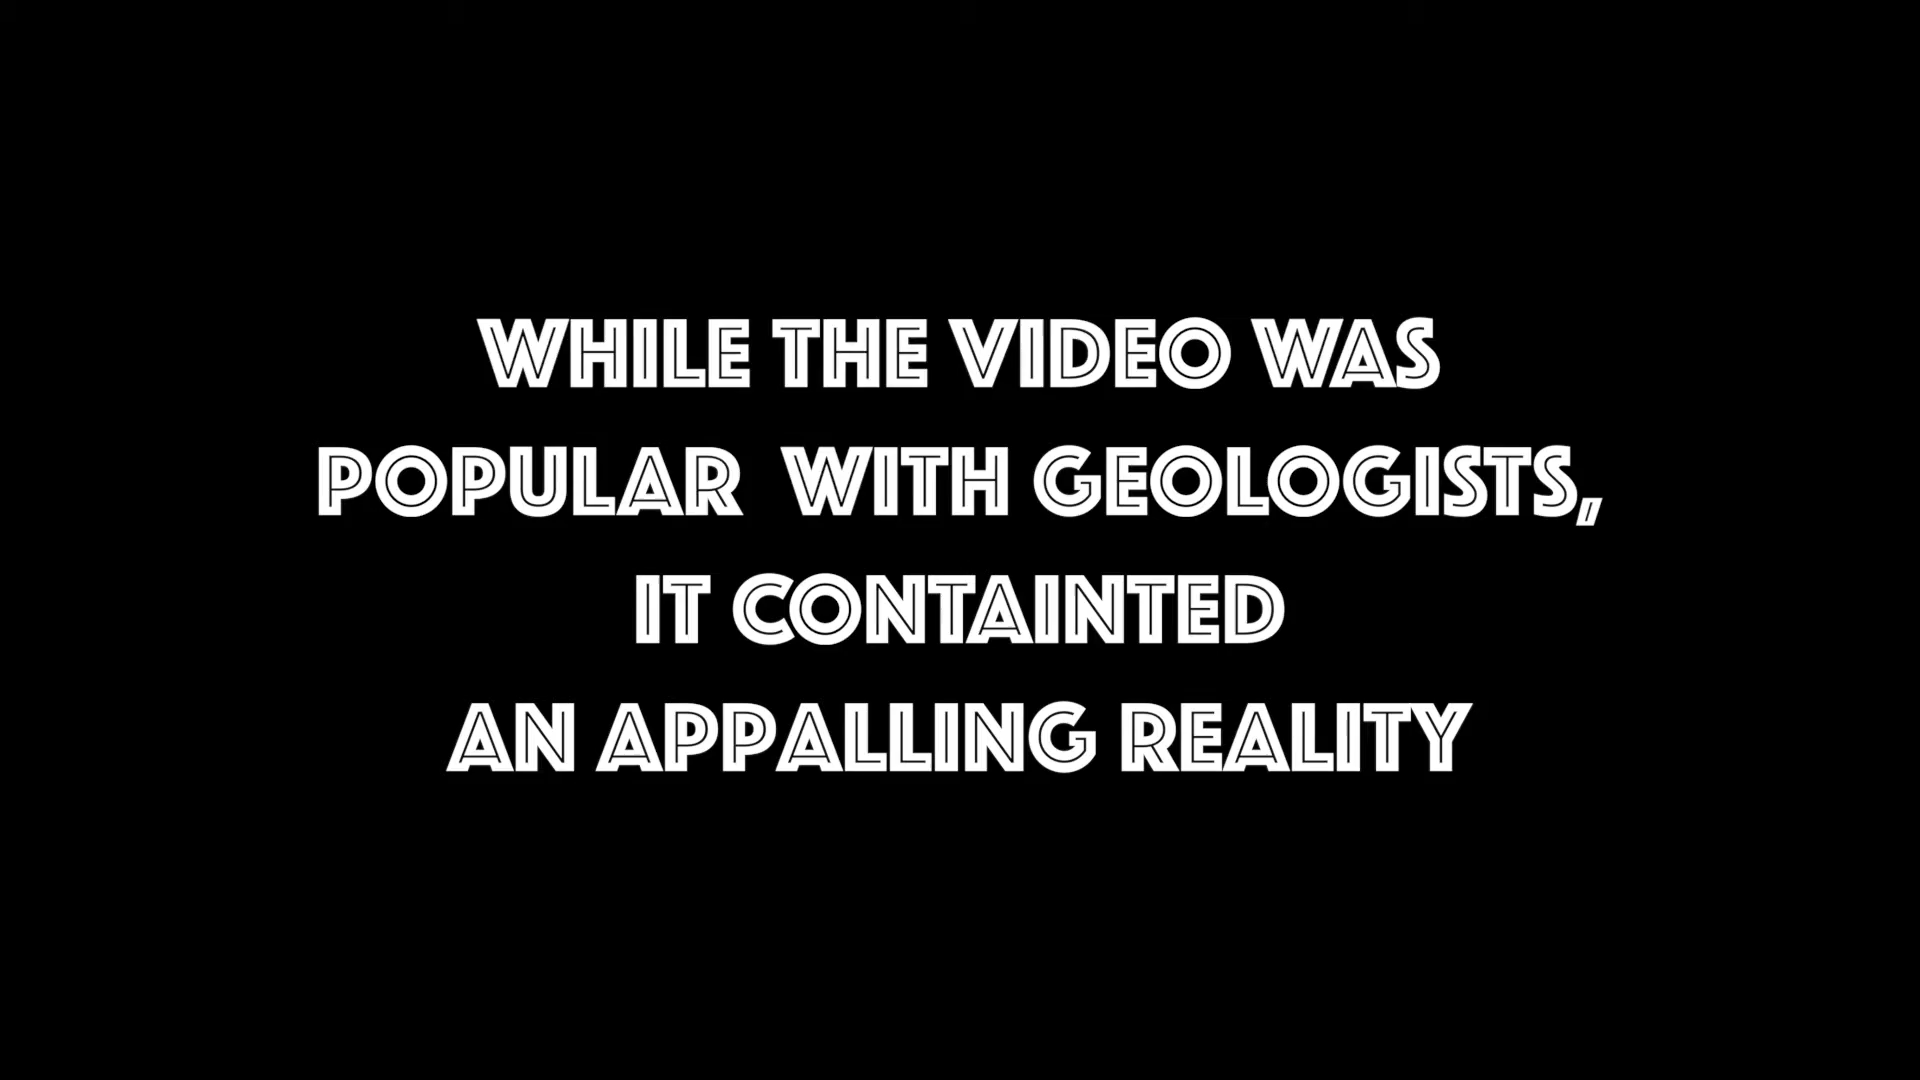 WHILE THE VIDEO WAS
POPULAR  WITH GEOLOGISTS,
IT CONTAINTED
AN APPALLING REALITY